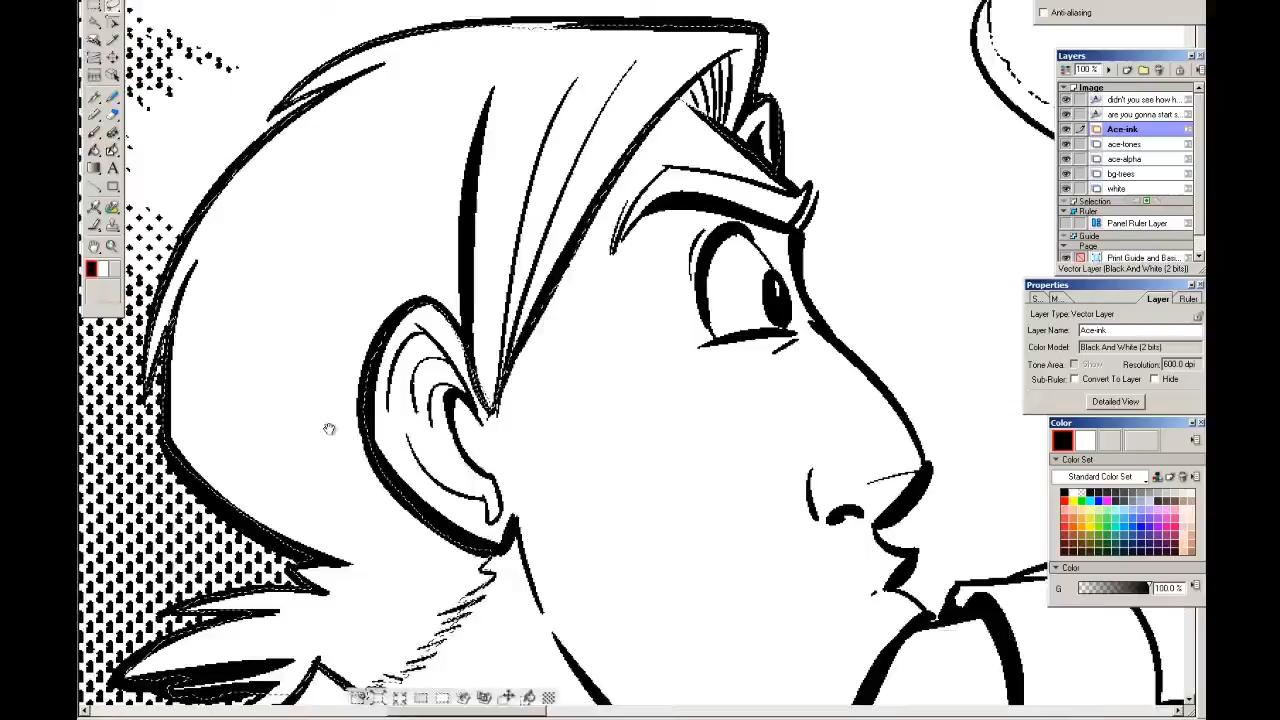 Anti-aliasing
Layers
100 %
Image
didn't you see how h
are you gonna start s...
Ace-ink
ace-tones
ace-alpha
bg-trees
white
Selection
Ruler
Panel Ruler Layer
Guide
Page
Print Guide and Bas...
Vector Layer (Black And White (2 bits))
Properties
S... M... Layer Ruler
Layer Type: Vector Layer
Layer Name: Ace-ink
Color Model: Black And White (2 bits)
Tone Area: Show Resolution: 600.0 dpi
Sub-Ruler: Convert To Layer Hide
Detailed View
Color
Color Set
Standard Color Set
Color
G 100.0 %
A